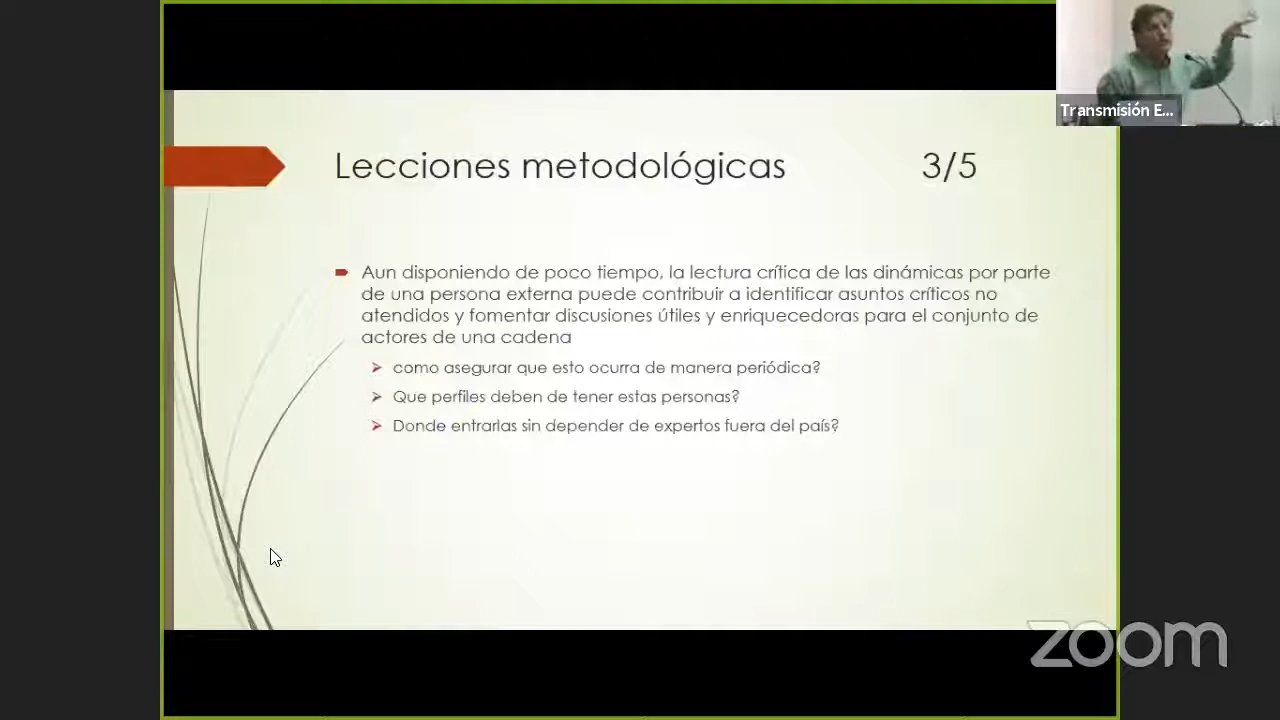 Transmisión E...
Lecciones metodológicas 3/5
Aun disponiendo de poco tiempo, la lectura crítica de las dinámicas por parte
de una persona externa puede contribuir a identificar asuntos críticos no
atendidos y fomentar discusiones útiles y enriquecedoras para el conjunto de
actores de una cadena
como asegurar que esto ocurra de manera periódica?
Que perfiles deben de tener estas personas?
Donde entrarlas sin depender de expertos fuera del país?
zoom